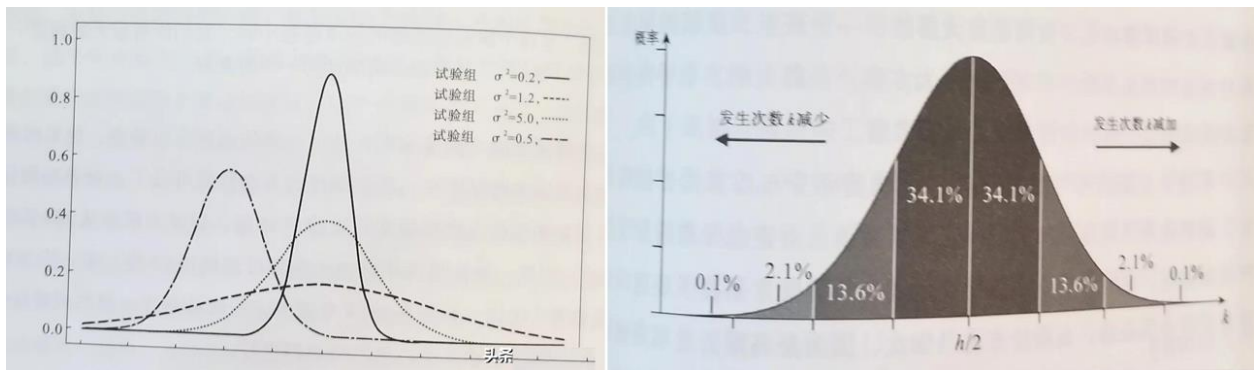 1.0
0.8
0.6
0.4
0.2
0.0
试验组 σ²=0.2,
试验组 σ²=1.2,
试验组 σ²=5.0,
试验组 σ²=0.5,
头条
概率
发生次数k减少
发生次数k减加
34.1% 34.1%
0.1% 2.1% 13.6% 13.6% 2.1% 0.1%
h/2
k